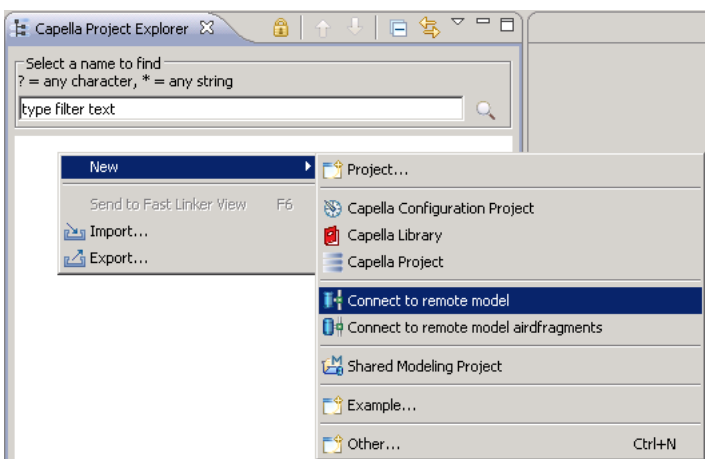 Capella Project Explorer
Select a name to find
? = any character, * = any string
type filter text
New
Send to Fast Linker View F6
Import...
Export...
Project...
Capella Configuration Project
Capella Library
Capella Project
Connect to remote model
Connect to remote model airdfragments
Shared Modeling Project
Example...
Other... Ctrl+N